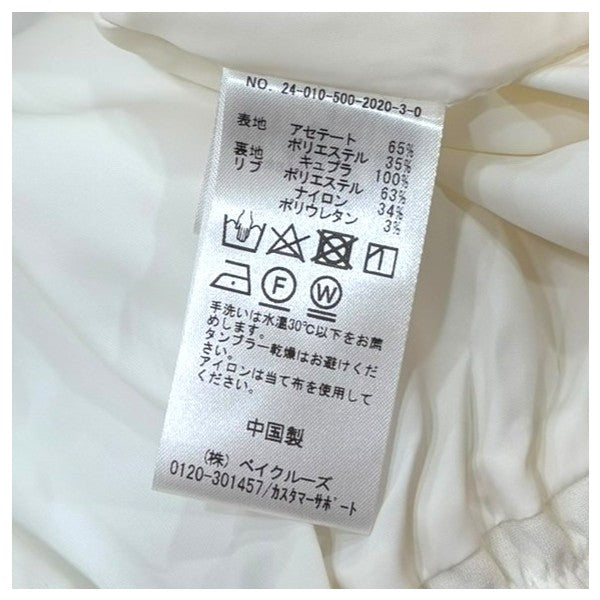 NO. 24-010-500-2020-3-0
表地 アセテート 65%
ポリエステル 35%
裏地 キュプラ 100%
リブ ポリエステル 63%
ナイロン 34%
ポリウレタン 3%
F W
手洗いは水温30℃以下をお薦
めします。
タンブラー乾燥はお避けくだ
さい。
アイロンは当て布を使用して
ください。
中国製
(株) ベイクルーズ
0120-301457/カスタマーサポート